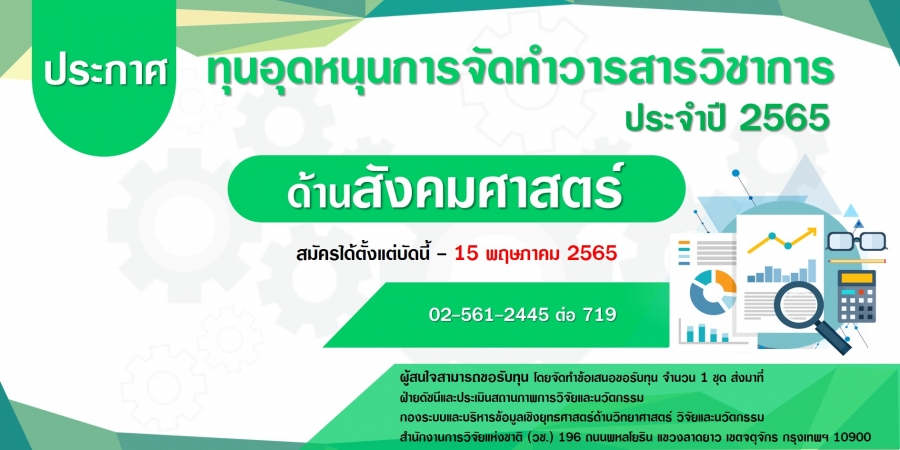 ประกาศ
ทุนอุดหนุนการจัดทำวารสารวิชาการ
ประจำปี 2565
ด้านสังคมศาสตร์
สมัครได้ตั้งแต่บัดนี้ - 15 พฤษภาคม 2565
02-561-2445 ต่อ 719
ผู้สนใจสามารถขอรับทุน โดยจัดทำข้อเสนอขอรับทุน จำนวน 1 ชุด ส่งมาที่
ฝ่ายดัชนีและประเมินสถานภาพการวิจัยและนวัตกรรม
กองระบบและบริหารข้อมูลเชิงยุทธศาสตร์ด้านวิทยาศาสตร์ วิจัยและนวัตกรรม
สำนักงานการวิจัยแห่งชาติ (วช.) 196 ถนนพหลโยธิน แขวงลาดยาว เขตจตุจักร กรุงเทพฯ 10900